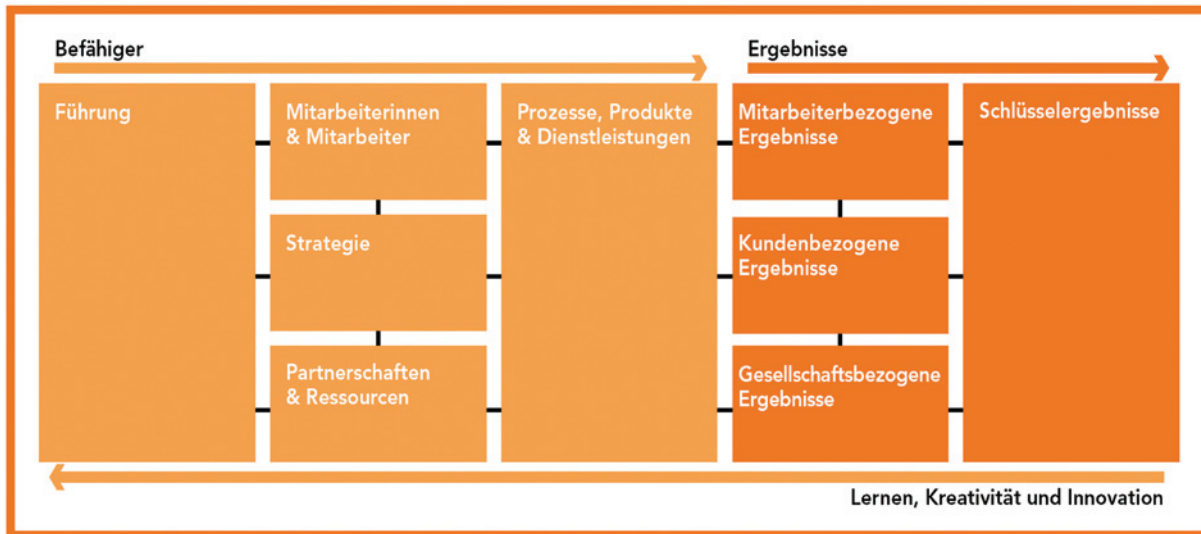 Befähiger
Ergebnisse
Führung
Mitarbeiterinnen
& Mitarbeiter
Prozesse, Produkte
& Dienstleistungen
Mitarbeiterbezogene
Ergebnisse
Schlüsselergebnisse
Strategie
Kundenbezogene
Ergebnisse
Partnerschaften
& Ressourcen
Gesellschaftsbezogene
Ergebnisse
Lernen, Kreativität und Innovation